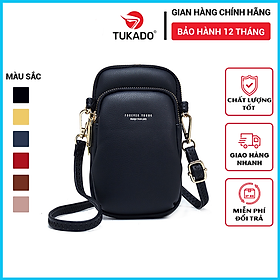 TUKADO
GIAN HÀNG CHÍNH HÃNG
BẢO HÀNH 12 THÁNG
MÀU SẮC
FOREVER YOUNG
CHẤT LƯỢNG
TỐT
GIAO HÀNG
NHANH
MIỄN PHÍ
ĐỔI TRẢ